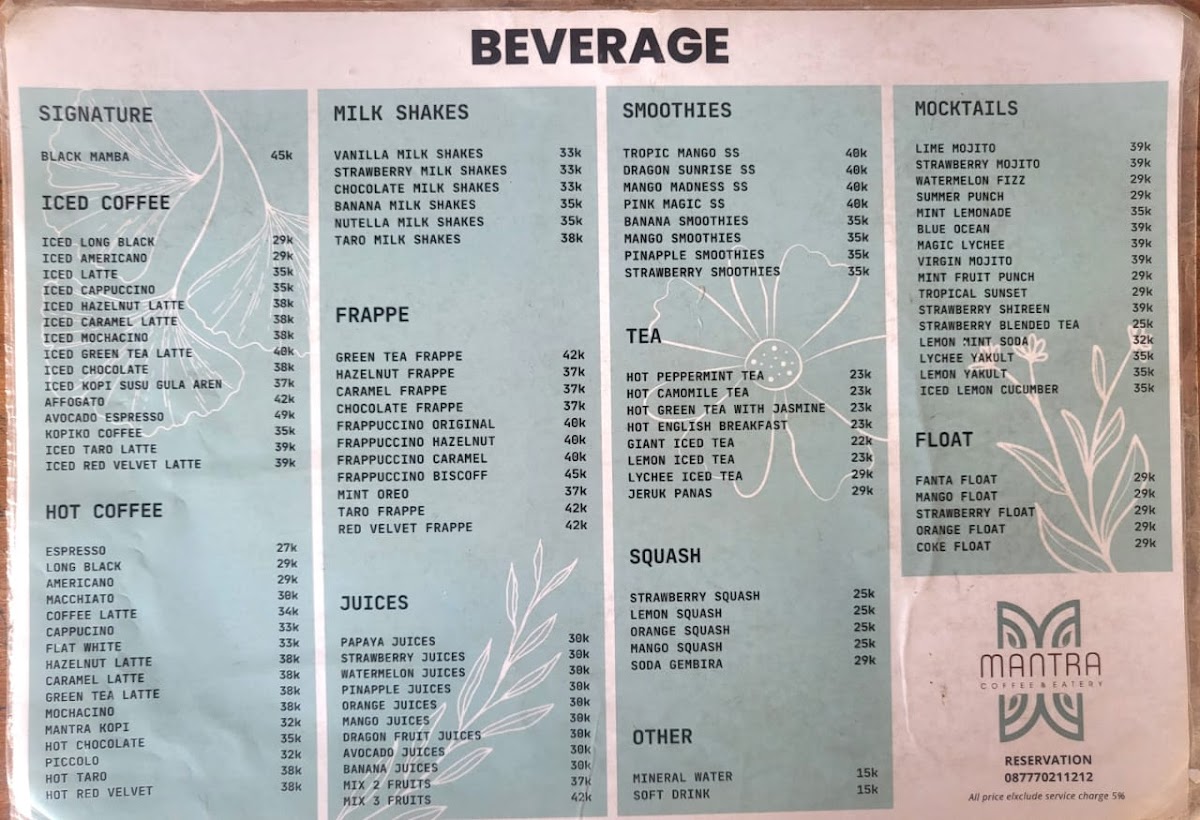 BEVERAGE
SIGNATURE
BLACK MAMBA 45k
ICED COFFEE
ICED LONG BLACK 29k
ICED AMERICANO 29k
ICED LATTE 35k
ICED CAPPUCCINO 35k
ICED HAZELNUT LATTE 38k
ICED CARAMEL LATTE 38k
ICED MOCHACINO 38k
ICED GREEN TEA LATTE 40k
ICED CHOCOLATE 38k
ICED KOPI SUSU GULA AREN 37k
AFFOGATO 42k
AVOCADO ESPRESSO 49k
KOPIKO COFFEE 35k
ICED TARO LATTE 39k
ICED RED VELVET LATTE 39k
HOT COFFEE
ESPRESSO 27k
LONG BLACK 29k
AMERICANO 29k
MACCHIATO 30k
COFFEE LATTE 34k
CAPPUCINO 33k
FLAT WHITE 33k
HAZELNUT LATTE 38k
CARAMEL LATTE 38k
GREEN TEA LATTE 38k
MOCHACINO 38k
MANTRA KOPI 32k
HOT CHOCOLATE 35k
PICCOLO 32k
HOT TARO 38k
HOT RED VELVET 38k
MILK SHAKES
VANILLA MILK SHAKES 33k
STRAWBERRY MILK SHAKES 33k
CHOCOLATE MILK SHAKES 33k
BANANA MILK SHAKES 35k
NUTELLA MILK SHAKES 35k
TARO MILK SHAKES 38k
FRAPPE
GREEN TEA FRAPPE 42k
HAZELNUT FRAPPE 37k
CARAMEL FRAPPE 37k
CHOCOLATE FRAPPE 37k
FRAPPUCCINO ORIGINAL 40k
FRAPPUCCINO HAZELNUT 40k
FRAPPUCCINO CARAMEL 40k
FRAPPUCCINO BISCOFF 45k
MINT OREO 37k
TARO FRAPPE 42k
RED VELVET FRAPPE 42k
JUICES
PAPAYA JUICES 30k
STRAWBERRY JUICES 30k
WATERMELON JUICES 30k
PINAPPLE JUICES 30k
ORANGE JUICES 30k
MANGO JUICES 30k
DRAGON FRUIT JUICES 30k
AVOCADO JUICES 30k
BANANA JUICES 30k
MIX 2 FRUITS 37k
MIX 3 FRUITS 42k
SMOOTHIES
TROPIC MANGO SS 40k
DRAGON SUNRISE SS 40k
MANGO MADNESS SS 40k
PINK MAGIC SS 40k
BANANA SMOOTHIES 35k
MANGO SMOOTHIES 35k
PINAPPLE SMOOTHIES 35k
STRAWBERRY SMOOTHIES 35k
TEA
HOT PEPPERMINT TEA 23k
HOT CAMOMILE TEA 23k
HOT GREEN TEA WITH JASMINE 23k
HOT ENGLISH BREAKFAST 23k
GIANT ICED TEA 22k
LEMON ICED TEA 23k
LYCHEE ICED TEA 29k
JERUK PANAS 29k
SQUASH
STRAWBERRY SQUASH 25k
LEMON SQUASH 25k
ORANGE SQUASH 25k
MANGO SQUASH 25k
SODA GEMBIRA 29k
OTHER
MINERAL WATER 15k
SOFT DRINK 15k
MOCKTAILS
LIME MOJITO 39k
STRAWBERRY MOJITO 39k
WATERMELON FIZZ 29k
SUMMER PUNCH 29k
MINT LEMONADE 35k
BLUE OCEAN 39k
MAGIC LYCHEE 39k
VIRGIN MOJITO 39k
MINT FRUIT PUNCH 29k
TROPICAL SUNSET 29k
STRAWBERRY SHIREEN 39k
STRAWBERRY BLENDED TEA 25k
LEMON MINT SODA 32k
LYCHEE YAKULT 35k
LEMON YAKULT 35k
ICED LEMON CUCUMBER 35k
FLOAT
FANTA FLOAT 29k
MANGO FLOAT 29k
STRAWBERRY FLOAT 29k
ORANGE FLOAT 29k
COKE FLOAT 29k
MANTRA
COFFEE & EATERY
RESERVATION
087770211212
All price elxclude service charge 5%